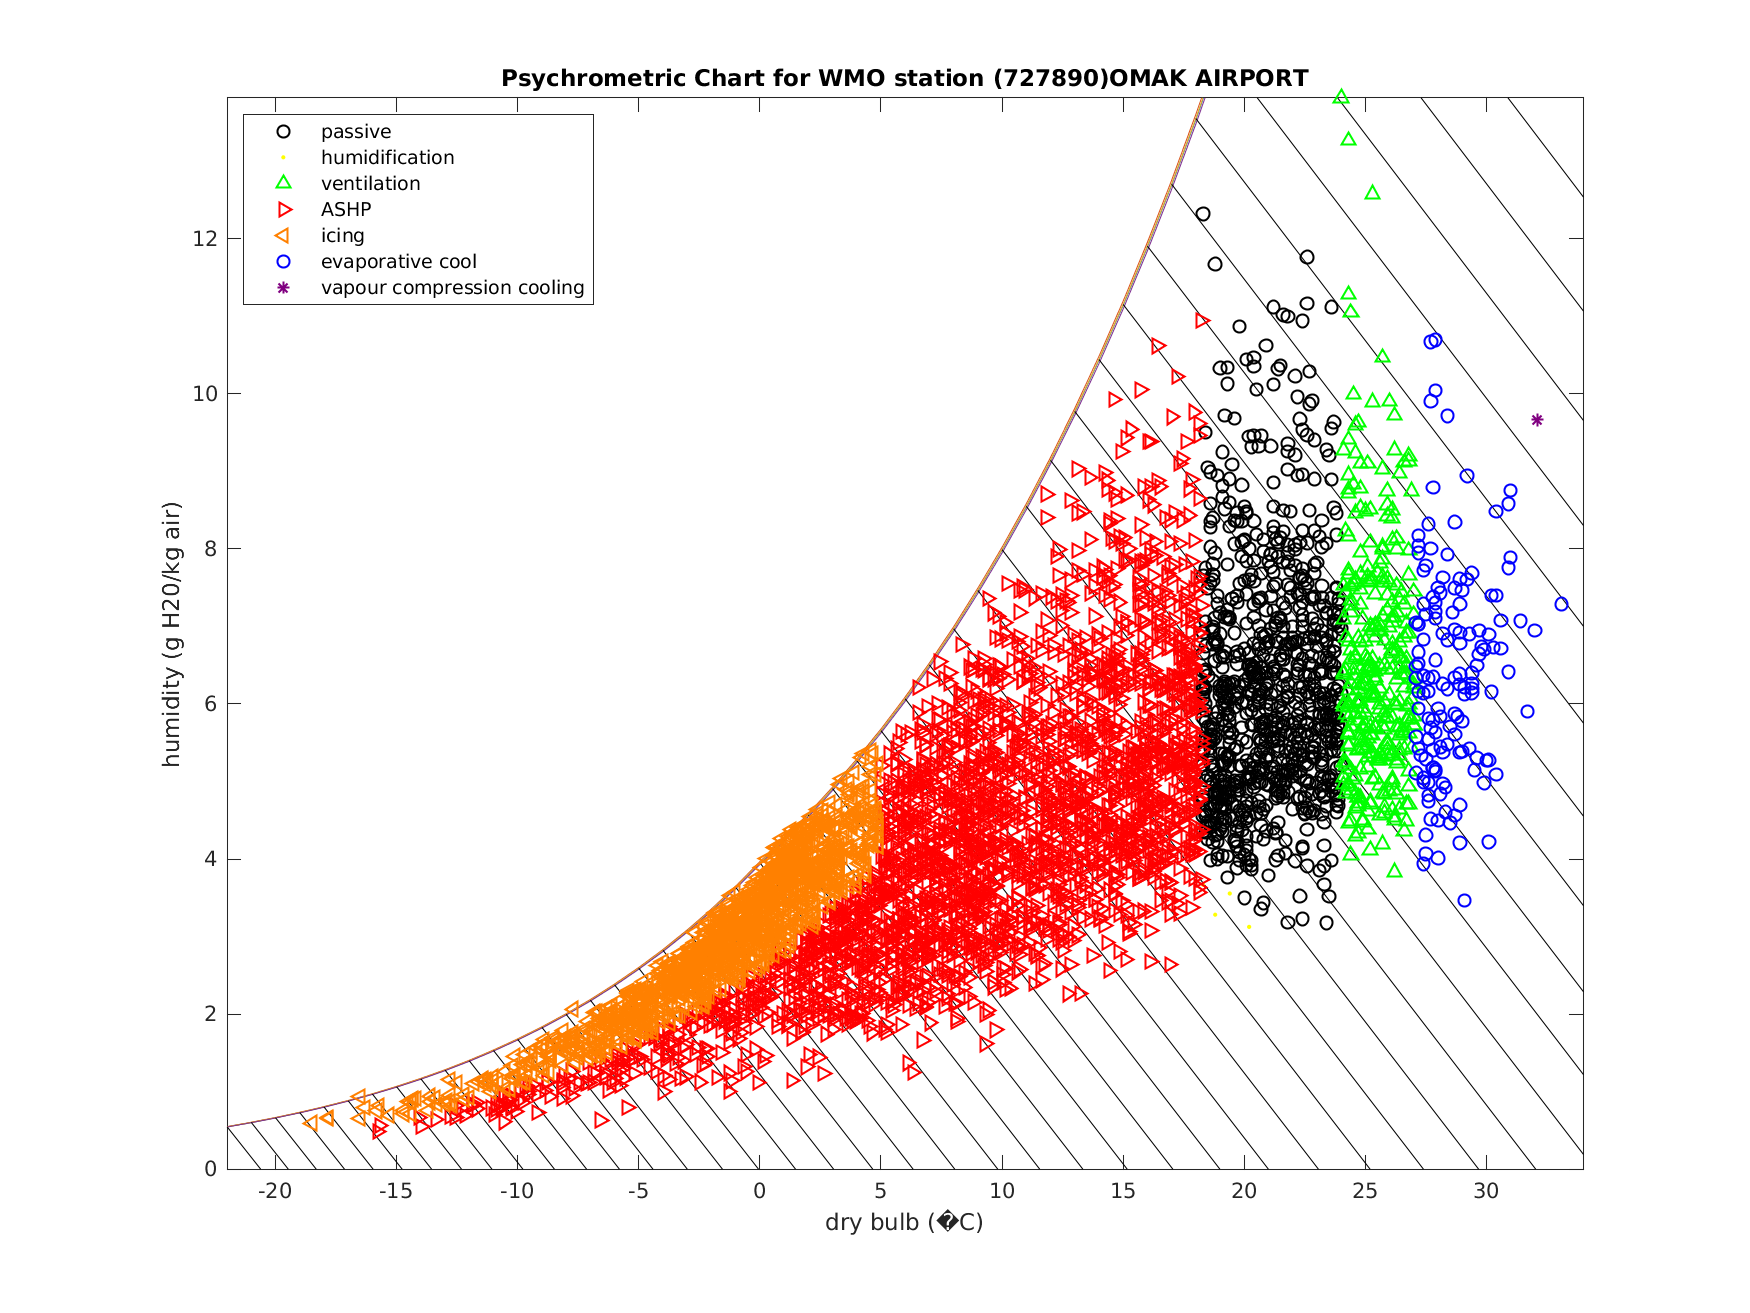 Psychrometric Chart for WMO station (727890)OMAK AIRPORT
passive
humidification
ventilation
ASHP
icing
evaporative cool
vapour compression cooling
humidity (g H20/kg air)
12
10
8
6
4
2
0
-20 -15 -10 -5 0 5 10 15 20 25 30
dry bulb (�C)